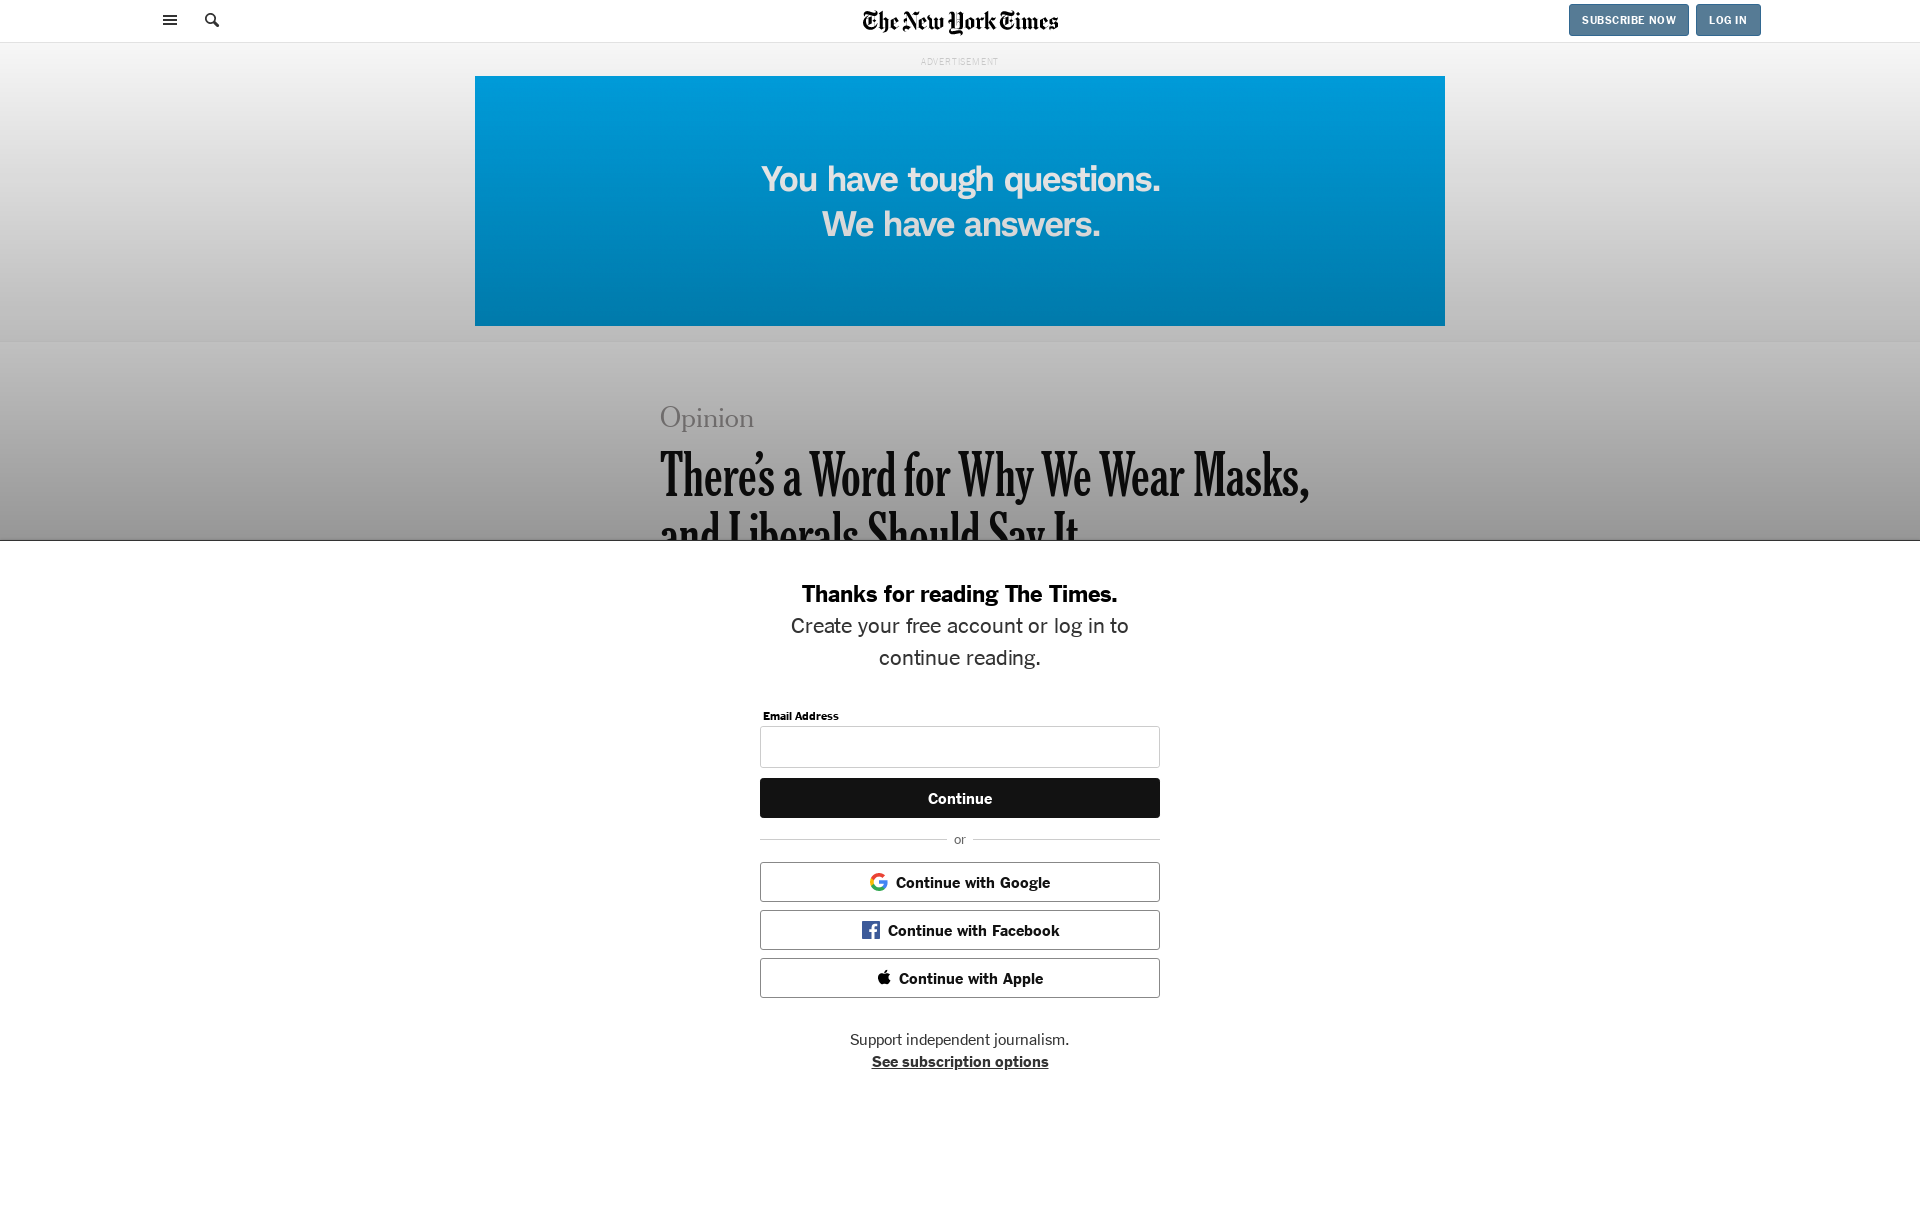 The New York Times
SUBSCRIBE NOW
LOG IN
ADVERTISEMENT
You have tough questions.
We have answers.
Opinion
There's a Word for Why We Wear Masks,
and Liberals Should Say It
Thanks for reading The Times.
Create your free account or log in to
continue reading.
Email Address
Continue
or
Continue with Google
Continue with Facebook
Continue with Apple
Support independent journalism.
See subscription options